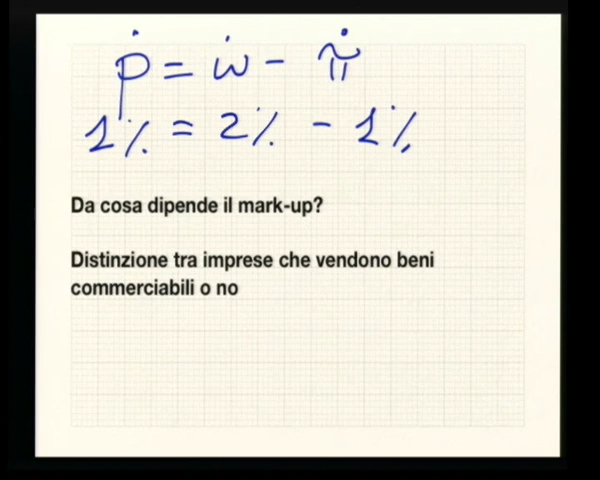 ṗ = ẇ - π̇
1% = 2% - 1%
Da cosa dipende il mark-up?
Distinzione tra imprese che vendono beni
commerciabili o no